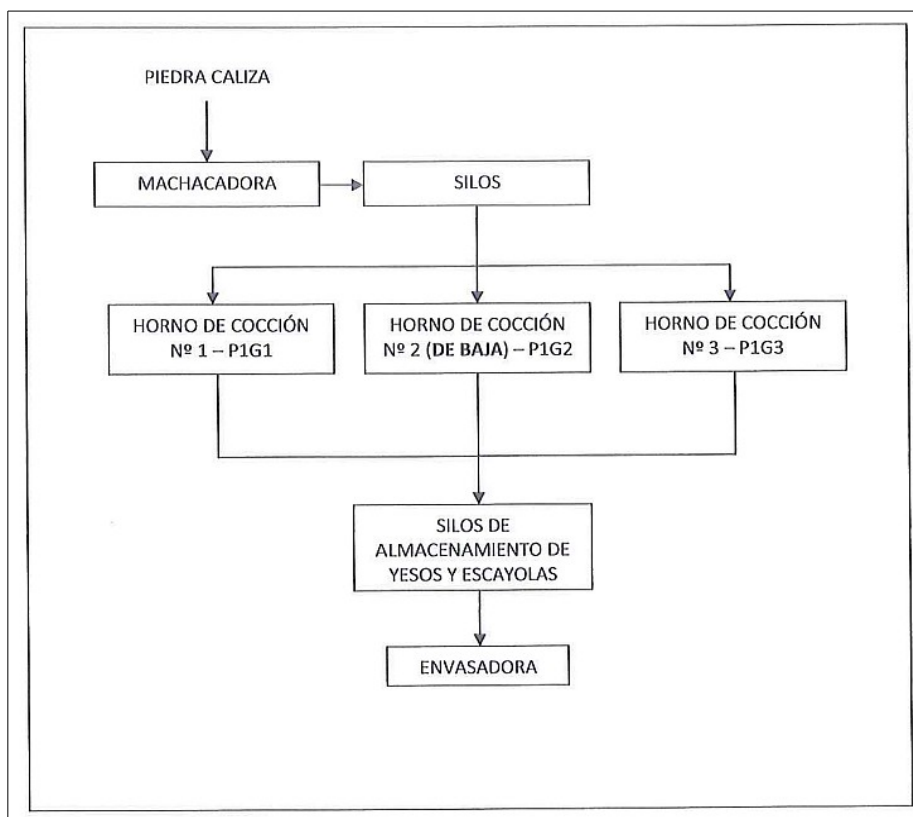 PIEDRA CALIZA
MACHACADORA
SILOS
HORNO DE COCCIÓN
Nº 1 – P1G1
HORNO DE COCCIÓN
Nº 2 (DE BAJA) – P1G2
HORNO DE COCCIÓN
Nº 3 – P1G3
SILOS DE
ALMACENAMIENTO DE
YESOS Y ESCAYOLAS
ENVASADORA